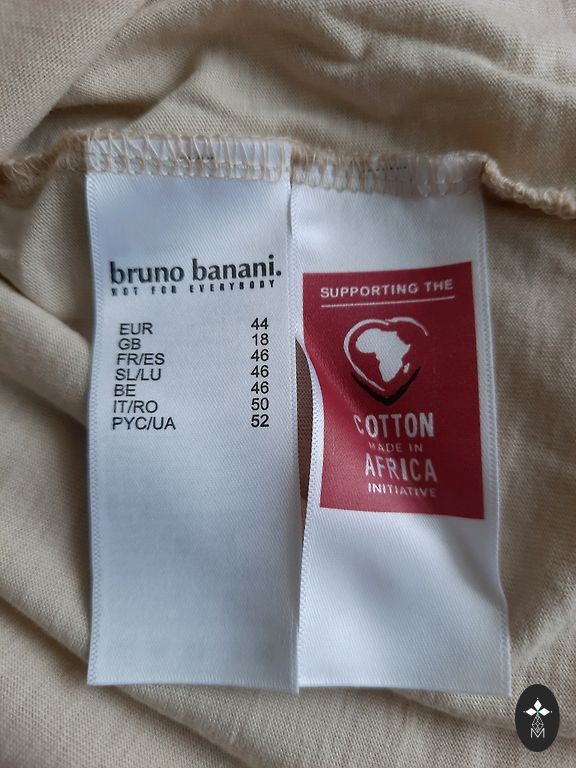 bruno banani.
NOT FOR EVERYBODY
EUR 44
GB 18
FR/ES 46
SL/LU 46
BE 46
IT/RO 50
PYC/UA 52
SUPPORTING THE
COTTON
MADE IN
AFRICA
INITIATIVE